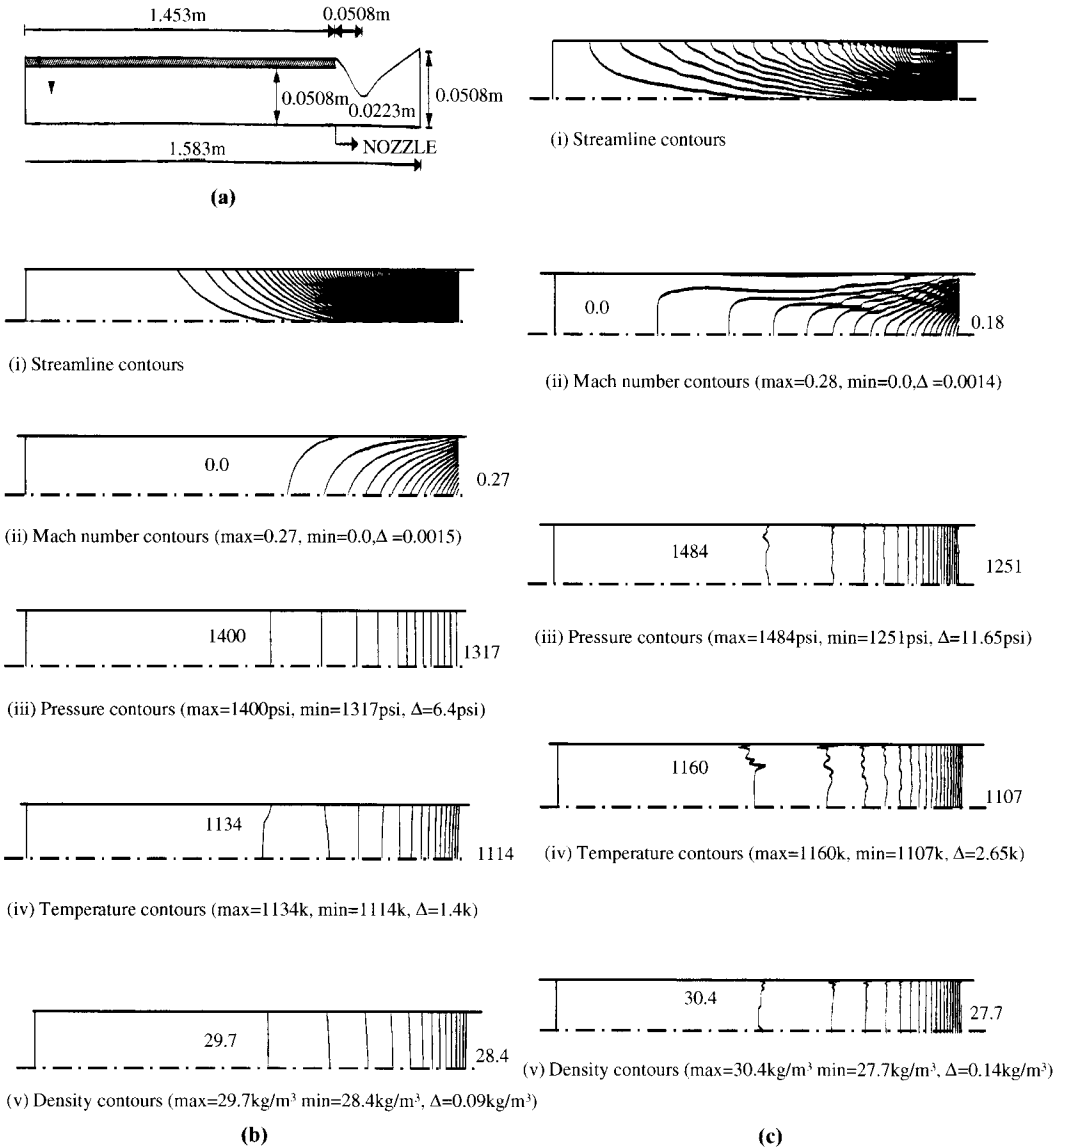 1.453m
0.0508m
0.0508m
0.0223m
0.0508m
NOZZLE
1.583m
(a)
(i) Streamline contours
(i) Streamline contours
0.0
0.27
(ii) Mach number contours (max=0.27, min=0.0,Δ =0.0015)
1400
1317
(iii) Pressure contours (max=1400psi, min=1317psi, Δ=6.4psi)
1134
1114
(iv) Temperature contours (max=1134k, min=1114k, Δ=1.4k)
29.7
28.4
(v) Density contours (max=29.7kg/m³ min=28.4kg/m³, Δ=0.09kg/m³)
(b)
0.0
0.18
(ii) Mach number contours (max=0.28, min=0.0,Δ =0.0014)
1484
1251
(iii) Pressure contours (max=1484psi, min=1251psi, Δ=11.65psi)
1160
1107
(iv) Temperature contours (max=1160k, min=1107k, Δ=2.65k)
30.4
27.7
(v) Density contours (max=30.4kg/m³ min=27.7kg/m³, Δ=0.14kg/m³)
(c)